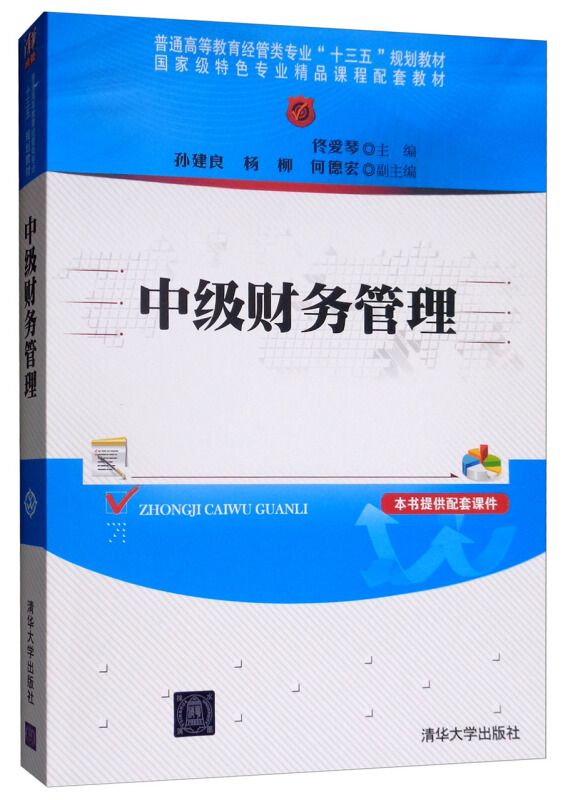 普通高等教育经管类专业“十三五”规划教材
国家级特色专业精品课程配套教材
佟爱琴◎主 编
孙建良 杨 柳 何德宏◎副主编
中级财务管理
ZHONGJI CAIWU GUANLI
本书提供配套课件
清华大学出版社
中级财务管理
清华大学出版社